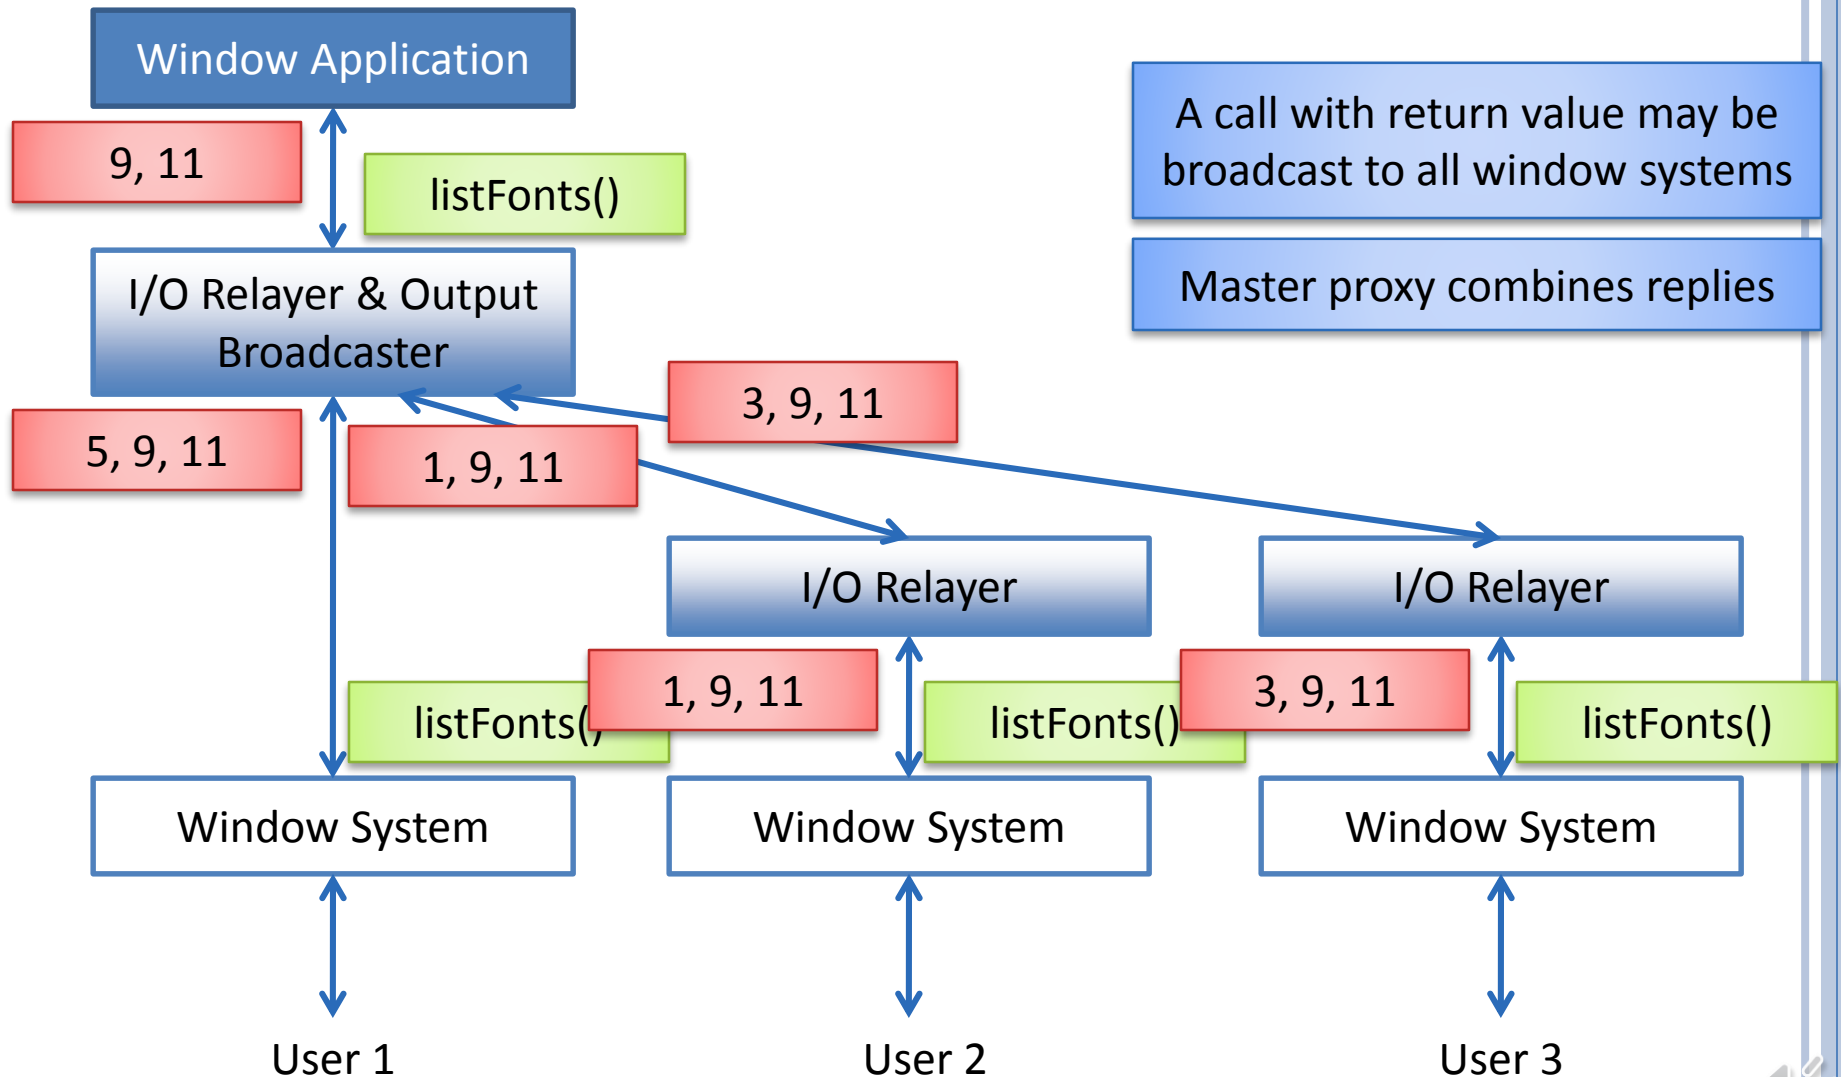 Window Application
A call with return value may be
broadcast to all window systems
9, 11
listFonts()
Master proxy combines replies
I/O Relayer & Output
Broadcaster
3, 9, 11
5, 9, 11
1, 9, 11
I/O Relayer
I/O Relayer
1, 9, 11
3, 9, 11
listFonts()
listFonts()
listFonts()
Window System
Window System
Window System
User 1
User 2
User 3